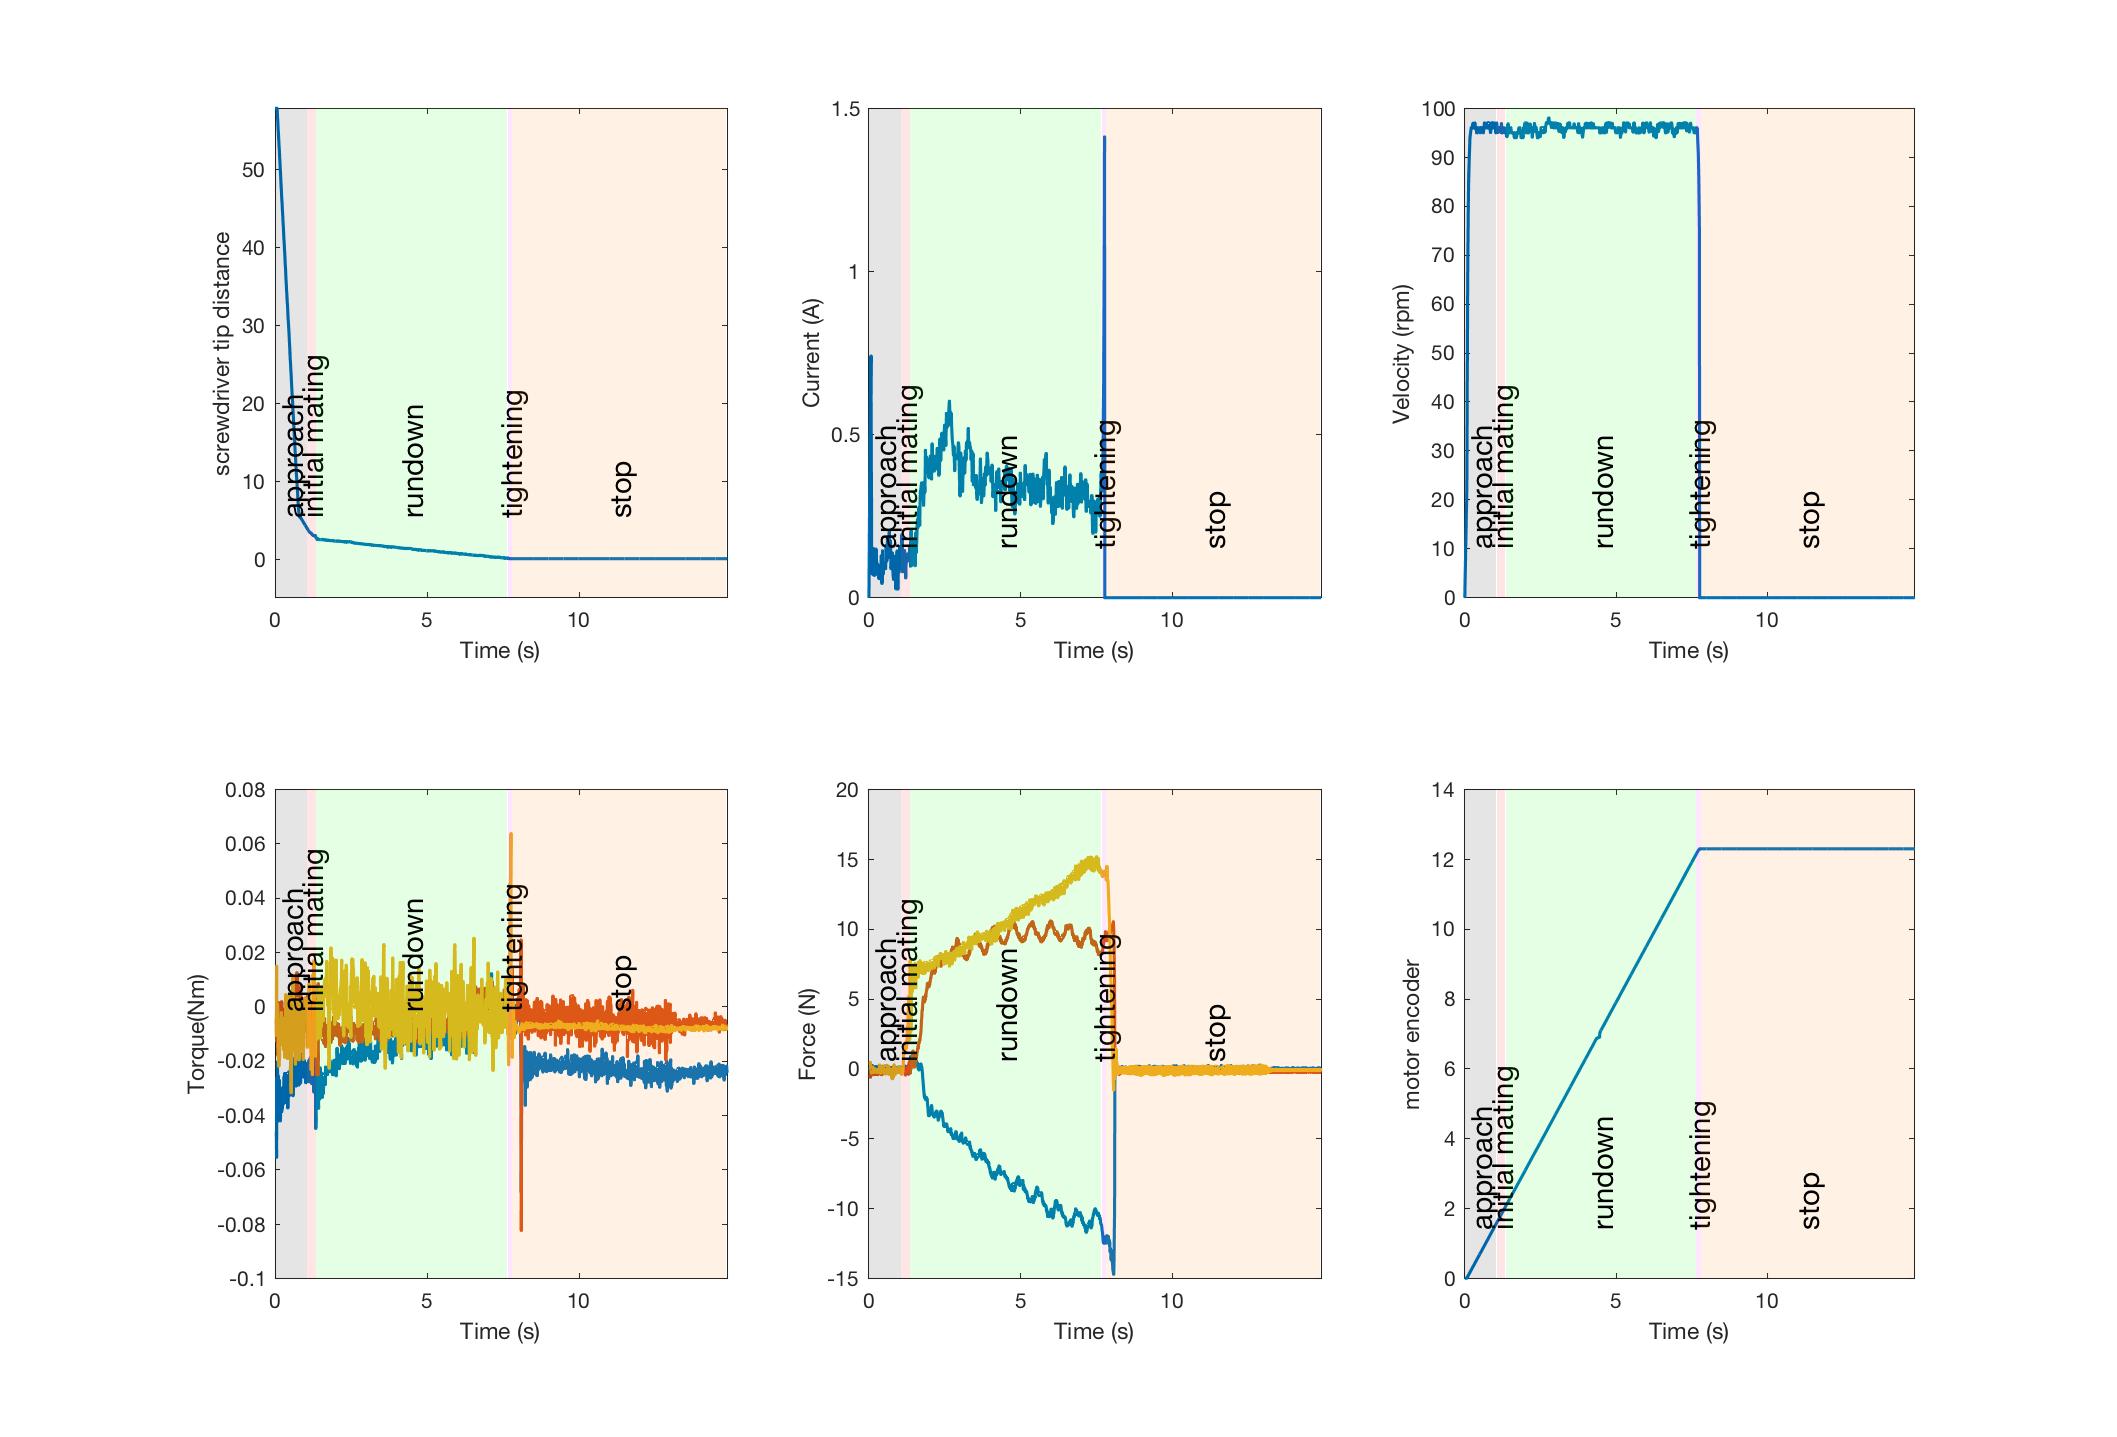 screwdriver tip distance
50
40
30
20
10
0
approach
initial mating
rundown
tightening
stop
0 5 10
Time (s)
Current (A)
1.5
1
0.5
0
approach
initial mating
rundown
tightening
stop
0 5 10
Time (s)
Velocity (rpm)
100
90
80
70
60
50
40
30
20
10
0
approach
initial mating
rundown
tightening
stop
0 5 10
Time (s)
Torque(Nm)
0.08
0.06
0.04
0.02
0
-0.02
-0.04
-0.06
-0.08
-0.1
approach
initial mating
rundown
tightening
stop
0 5 10
Time (s)
Force (N)
20
15
10
5
0
-5
-10
-15
approach
initial mating
rundown
tightening
stop
0 5 10
Time (s)
motor encoder
14
12
10
8
6
4
2
0
approach
initial mating
rundown
tightening
stop
0 5 10
Time (s)